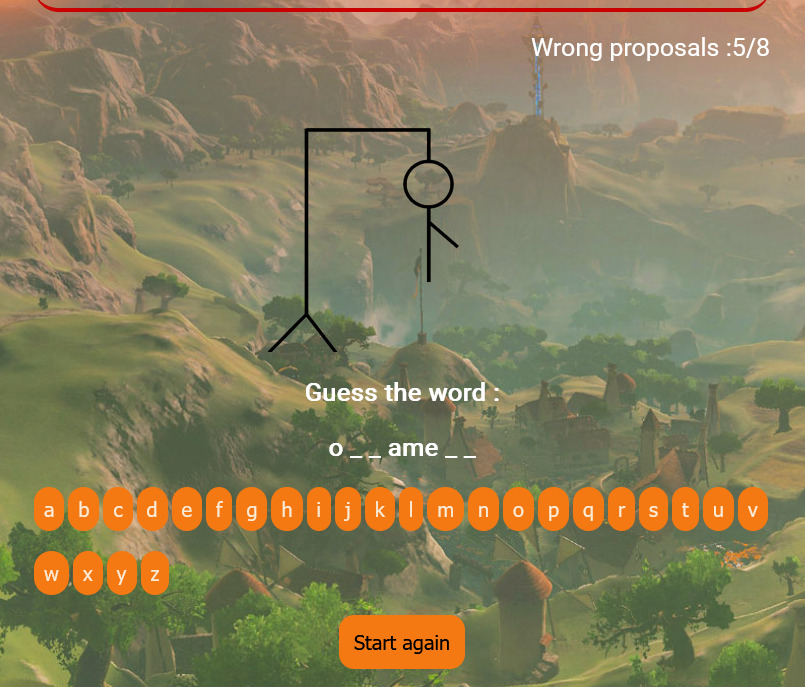 Wrong proposals :5/8
Guess the word :
o _ _ ame _ _
a b c d e f g h i j k l m n o p q r s t u v
w x y z
Start again